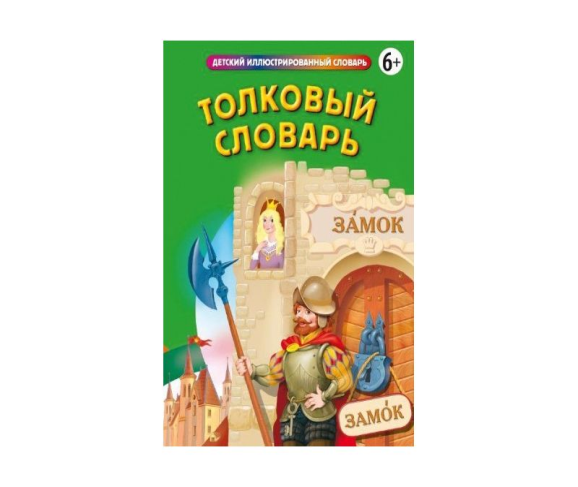 ДЕТСКИЙ ИЛЛЮСТРИРОВАННЫЙ СЛОВАРЬ
6+
ТОЛКОВЫЙ
СЛОВАРЬ
ЗА́МОК
ЗАМО́К